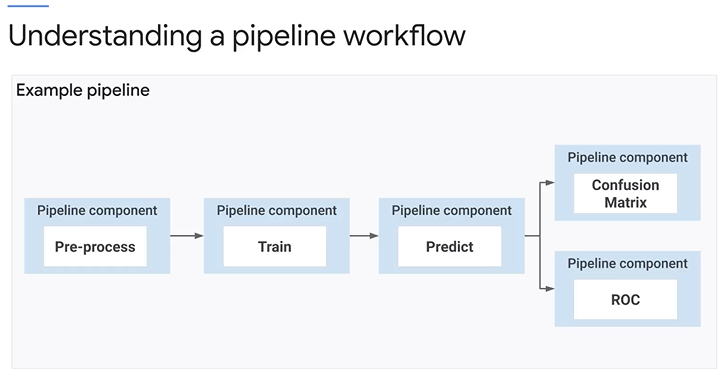 Understanding a pipeline workflow
Example pipeline
Pipeline component
Pre-process
Pipeline component
Train
Pipeline component
Predict
Pipeline component
Confusion
Matrix
Pipeline component
ROC